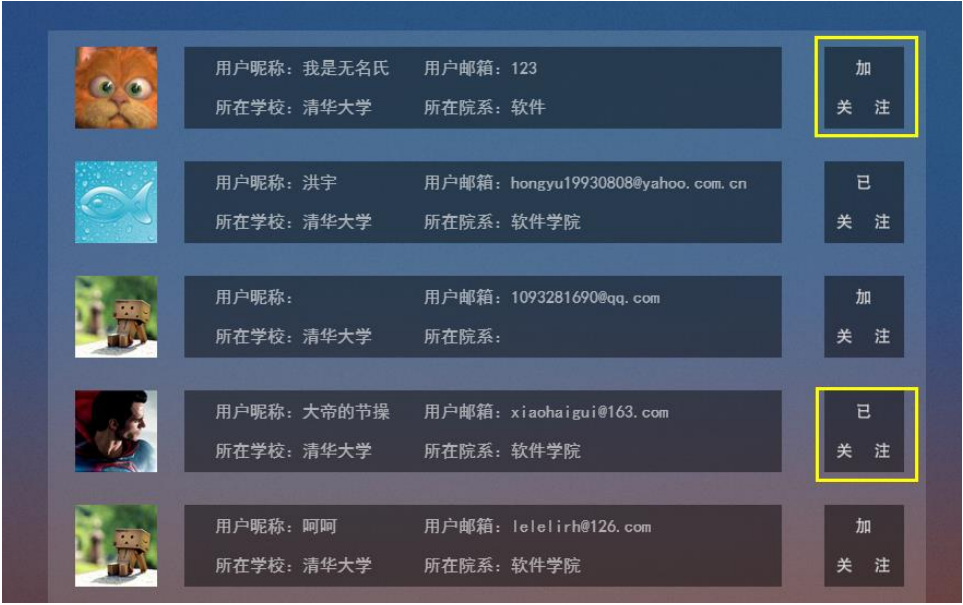 用户昵称：我是无名氏 用户邮箱：123 加
所在学校：清华大学 所在院系：软件 关 注
用户昵称：洪宇 用户邮箱：hongyu19930808@yahoo.com.cn 已
所在学校：清华大学 所在院系：软件学院 关 注
用户昵称： 用户邮箱：1093281690@qq.com 加
所在学校：清华大学 所在院系： 关 注
用户昵称：大帝的节操 用户邮箱：xiaohaigui@163.com 已
所在学校：清华大学 所在院系：软件学院 关 注
用户昵称：呵呵 用户邮箱：lelelirh@126.com 加
所在学校：清华大学 所在院系：软件学院 关 注